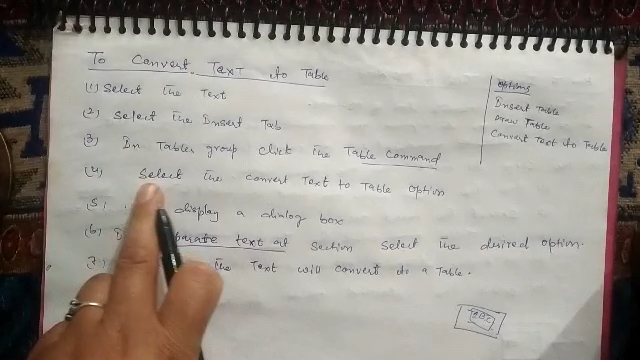 To Convert Text to Table
(1) Select the Text
(2) Select the Insert Tab
(3) In Tables group click the Table Command
(4) Select the convert Text to Table option
(5) display a dialog box
(6) parate text at section select the desired option.
(7) The Text will convert to a Table.
options
Insert Table
Draw Table
Convert Text to Table